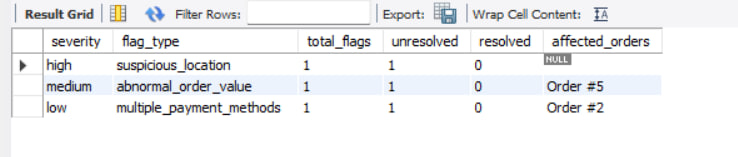 Result Grid Filter Rows: Export: Wrap Cell Content: IA
severity flag_type total_flags unresolved resolved affected_orders
high suspicious_location 1 1 0 NULL
medium abnormal_order_value 1 1 0 Order #5
low multiple_payment_methods 1 1 0 Order #2